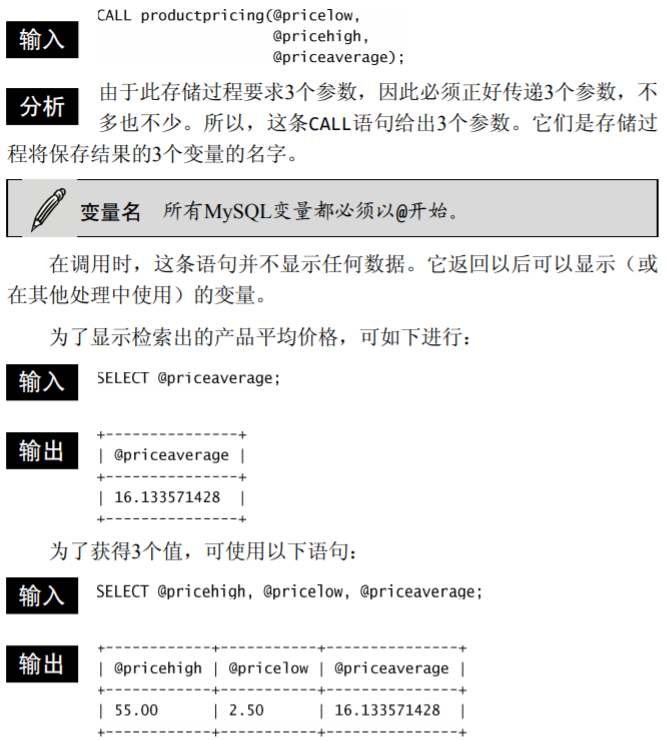 输入
CALL productpricing(@pricelow,
@pricehigh,
@priceaverage);
分析
由于此存储过程要求3个参数，因此必须正好传递3个参数，不
多也不少。所以，这条CALL语句给出3个参数。它们是存储过
程将保存结果的3个变量的名字。
变量名 所有MySQL变量都必须以@开始。
在调用时，这条语句并不显示任何数据。它返回以后可以显示（或
在其他处理中使用）的变量。
为了显示检索出的产品平均价格，可如下进行：
输入
SELECT @priceaverage;
输出
+---------------+
| @priceaverage |
+---------------+
| 16.133571428  |
+---------------+
为了获得3个值，可使用以下语句：
输入
SELECT @pricehigh, @pricelow, @priceaverage;
输出
+------------+-----------+---------------+
| @pricehigh | @pricelow | @priceaverage |
+------------+-----------+---------------+
| 55.00      | 2.50      | 16.133571428  |
+------------+-----------+---------------+